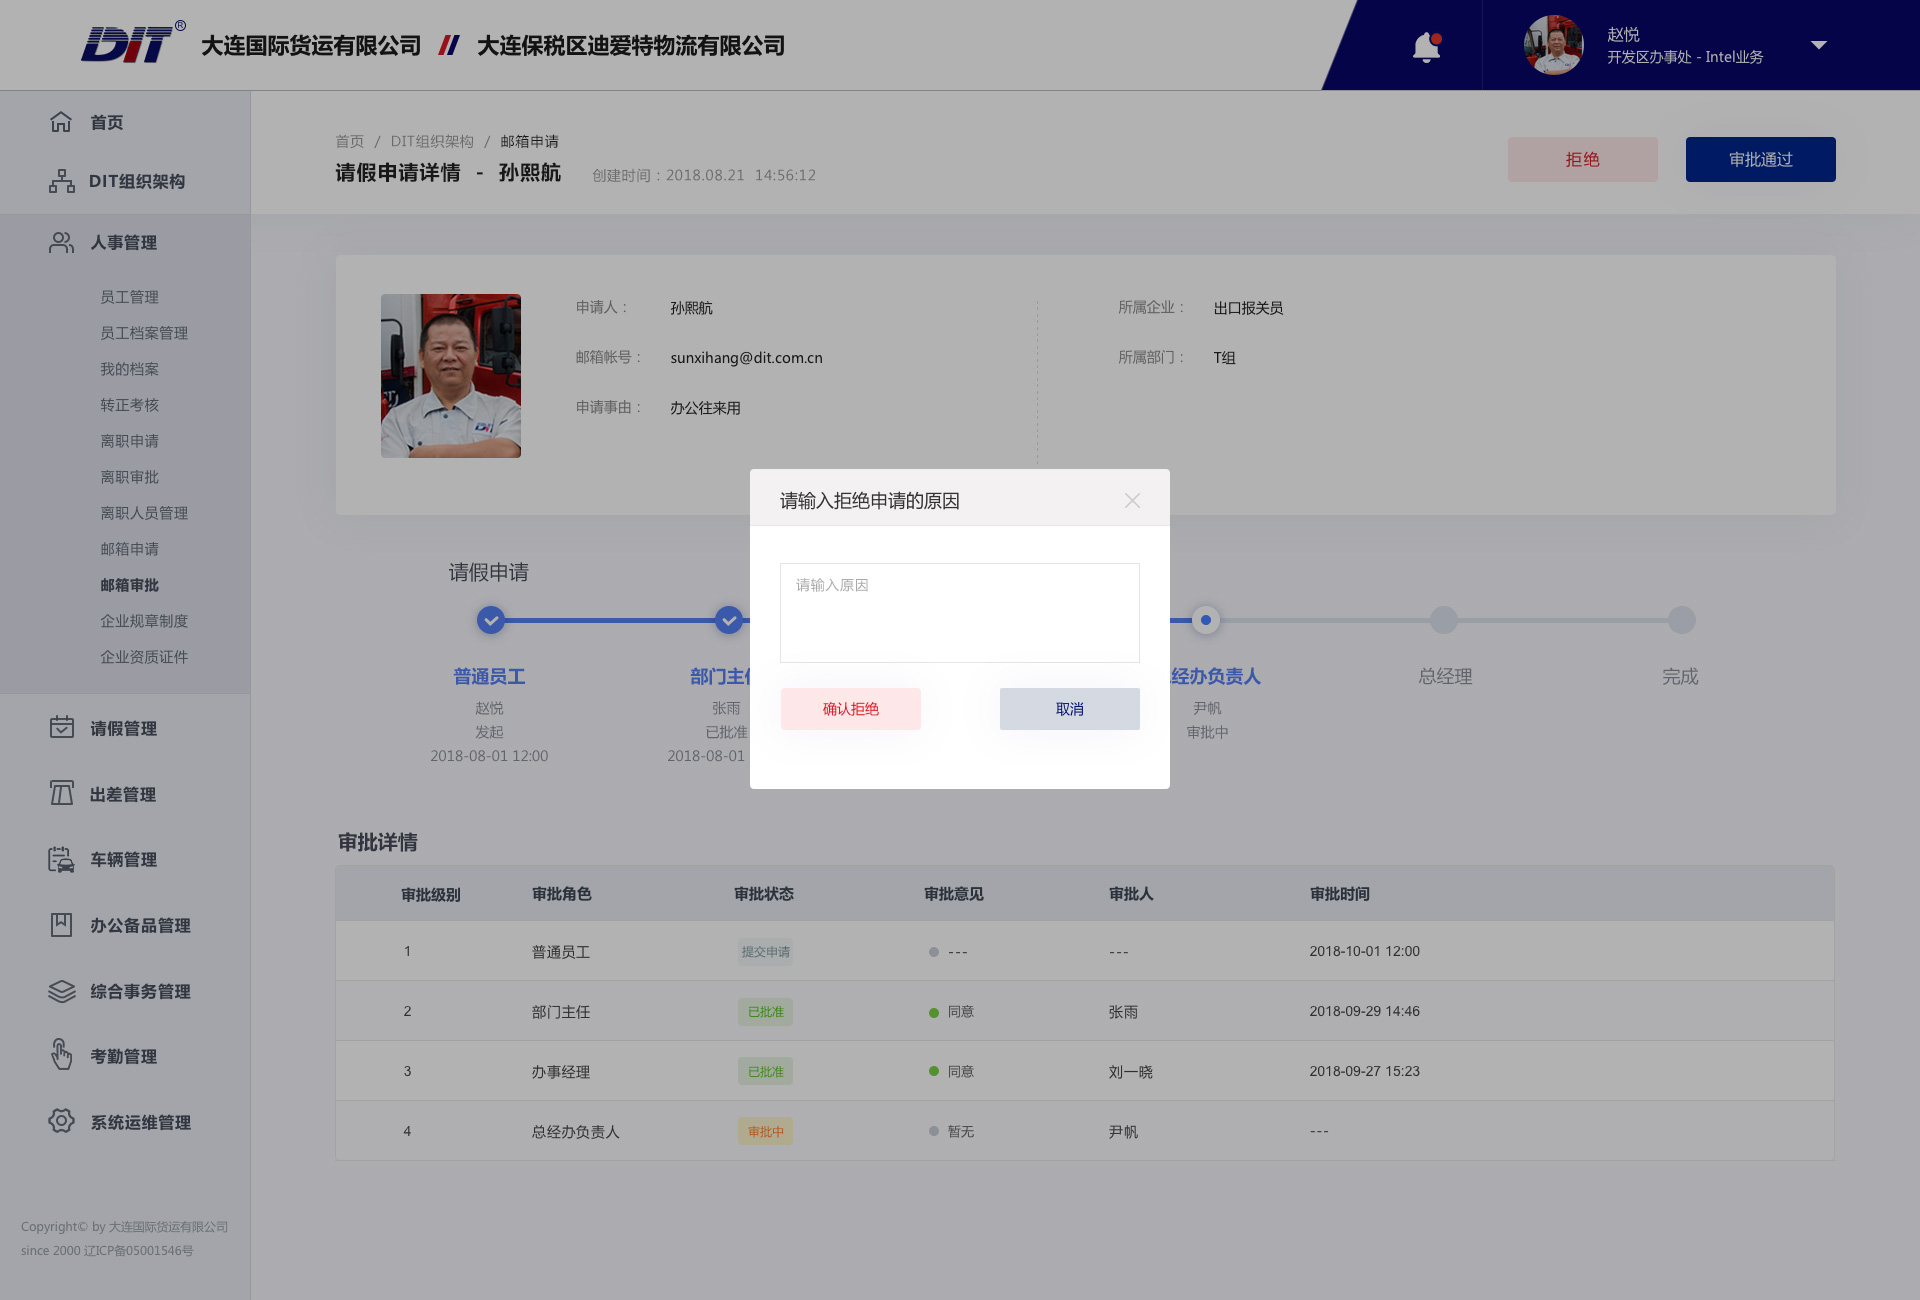 DIT®
大连国际货运有限公司 // 大连保税区迪爱特物流有限公司
赵悦
开发区办事处 - Intel业务
首页
DIT组织架构
人事管理
员工管理
员工档案管理
我的档案
转正考核
离职申请
离职审批
离职人员管理
邮箱申请
邮箱审批
企业规章制度
企业资质证件
请假管理
出差管理
车辆管理
办公备品管理
综合事务管理
考勤管理
系统运维管理
Copyright© by 大连国际货运有限公司
since 2000 辽ICP备05001546号
首页 / DIT组织架构 / 邮箱申请
请假申请详情 - 孙熙航 创建时间：2018.08.21 14:56:12
拒绝
审批通过
申请人： 孙熙航
所属企业： 出口报关员
邮箱帐号： sunxihang@dit.com.cn
所属部门： T组
申请事由： 办公往来用
DIT
请输入拒绝申请的原因
请输入原因
确认拒绝
取消
请假申请
普通员工
赵悦
发起
2018-08-01 12:00
部门主任
张雨
已批准
2018-08-01
经办负责人
尹帆
审批中
总经理
完成
审批详情
审批级别 审批角色 审批状态 审批意见 审批人 审批时间
1 普通员工 提交申请 --- --- 2018-10-01 12:00
2 部门主任 已批准 同意 张雨 2018-09-29 14:46
3 办事经理 已批准 同意 刘一晓 2018-09-27 15:23
4 总经办负责人 审批中 暂无 尹帆 ---